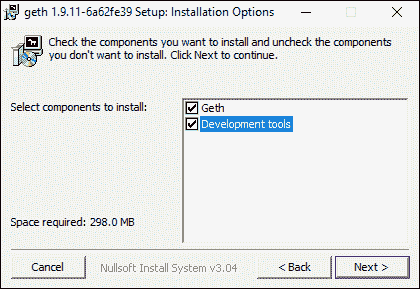 geth 1.9.11-6a62fe39 Setup: Installation Options
Check the components you want to install and uncheck the components
you don't want to install. Click Next to continue.
Select components to install:
Geth
Development tools
Space required: 298.0 MB
Cancel
Nullsoft Install System v3.04
< Back
Next >